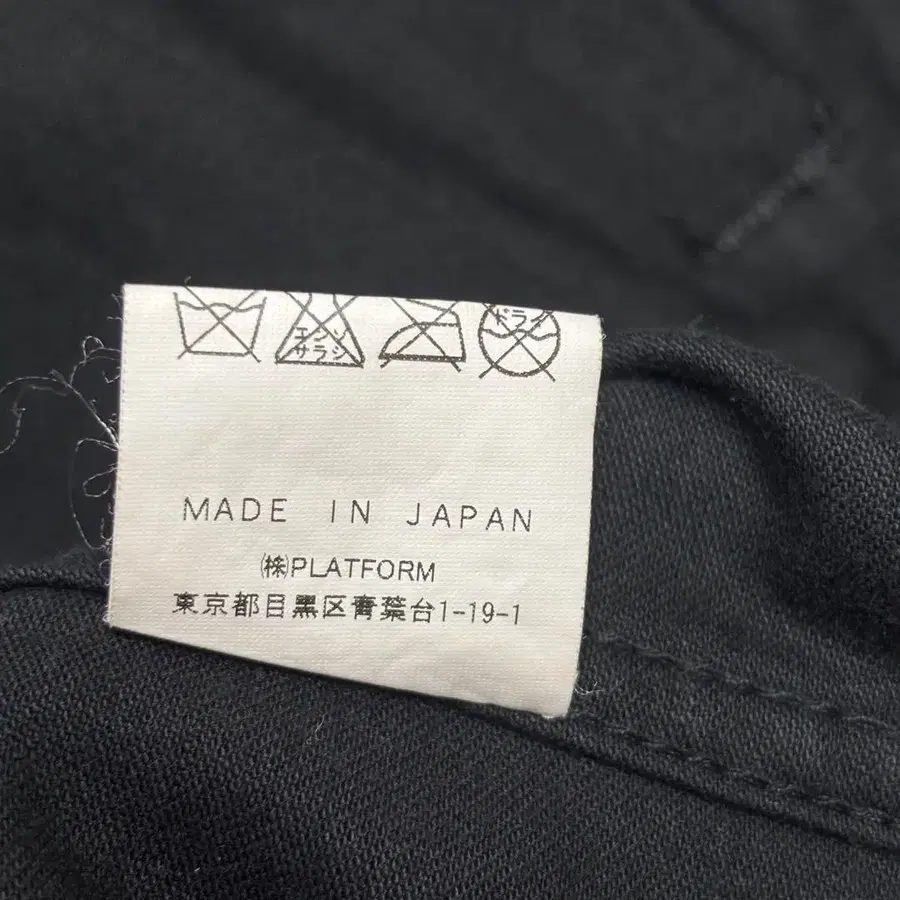 ドライ
エンソ
サラシ
MADE IN JAPAN
㈱PLATFORM
東京都目黒区青葉台1-19-1